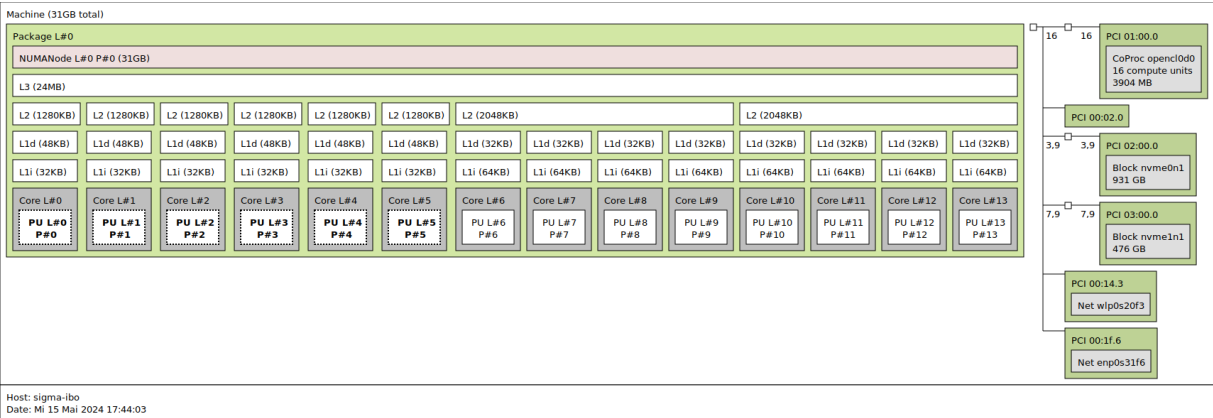 Machine (31GB total)
Package L#0
NUMANode L#0 P#0 (31GB)
L3 (24MB)
L2 (1280KB) L2 (1280KB) L2 (1280KB) L2 (1280KB) L2 (1280KB) L2 (1280KB) L2 (2048KB) L2 (2048KB)
L1d (48KB) L1d (48KB) L1d (48KB) L1d (48KB) L1d (48KB) L1d (48KB) L1d (32KB) L1d (32KB) L1d (32KB) L1d (32KB) L1d (32KB) L1d (32KB) L1d (32KB) L1d (32KB)
L1i (32KB) L1i (32KB) L1i (32KB) L1i (32KB) L1i (32KB) L1i (32KB) L1i (64KB) L1i (64KB) L1i (64KB) L1i (64KB) L1i (64KB) L1i (64KB) L1i (64KB) L1i (64KB)
Core L#0 Core L#1 Core L#2 Core L#3 Core L#4 Core L#5 Core L#6 Core L#7 Core L#8 Core L#9 Core L#10 Core L#11 Core L#12 Core L#13
PU L#0 PU L#1 PU L#2 PU L#3 PU L#4 PU L#5 PU L#6 PU L#7 PU L#8 PU L#9 PU L#10 PU L#11 PU L#12 PU L#13
P#0 P#1 P#2 P#3 P#4 P#5 P#6 P#7 P#8 P#9 P#10 P#11 P#12 P#13
16 16 PCI 01:00.0
CoProc opencl0d0
16 compute units
3904 MB
PCI 00:02.0
3,9 3,9 PCI 02:00.0
Block nvme0n1
931 GB
7,9 7,9 PCI 03:00.0
Block nvme1n1
476 GB
PCI 00:14.3
Net wlp0s20f3
PCI 00:1f.6
Net enp0s31f6
Host: sigma-ibo
Date: Mi 15 Mai 2024 17:44:03